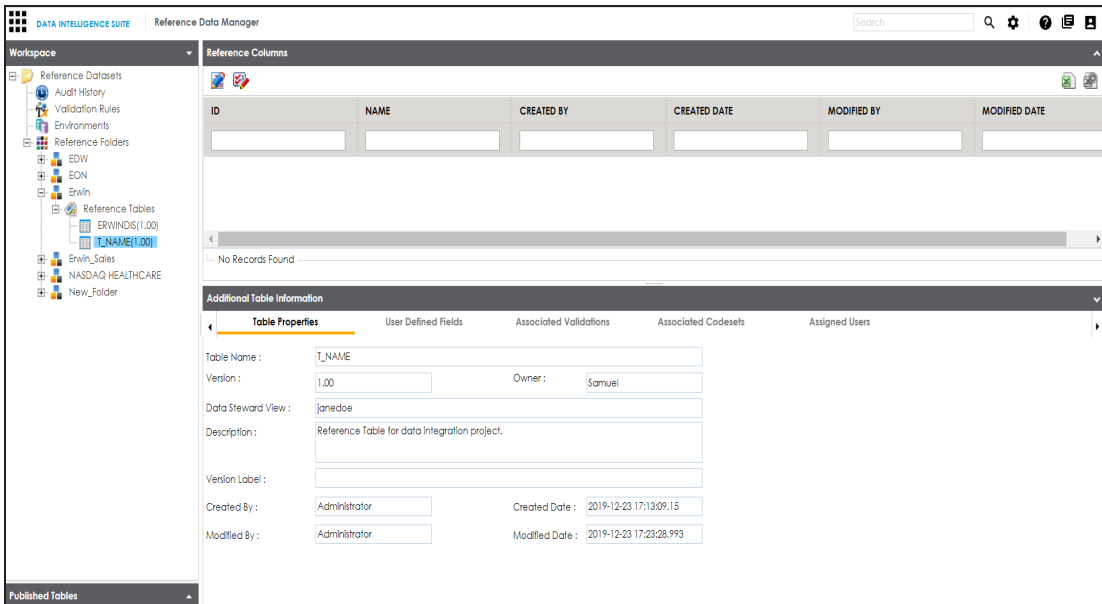 DATA INTELLIGENCE SUITE Reference Data Manager Search
Workspace
Reference Datasets
Audit History
Validation Rules
Environments
Reference Folders
EDW
EON
Erwin
Reference Tables
ERWINDIS(1.00)
T_NAME(1.00)
Erwin_Sales
NASDAQ HEALTHCARE
New_Folder
Published Tables
Reference Columns
ID NAME CREATED BY CREATED DATE MODIFIED BY MODIFIED DATE
No Records Found
Additional Table Information
Table Properties User Defined Fields Associated Validations Associated Codesets Assigned Users
Table Name : T_NAME
Version : 1.00 Owner : Samuel
Data Steward View : janedoe
Description : Reference Table for data integration project.
Version Label :
Created By : Administrator Created Date : 2019-12-23 17:13:09.15
Modified By : Administrator Modified Date : 2019-12-23 17:23:28.993